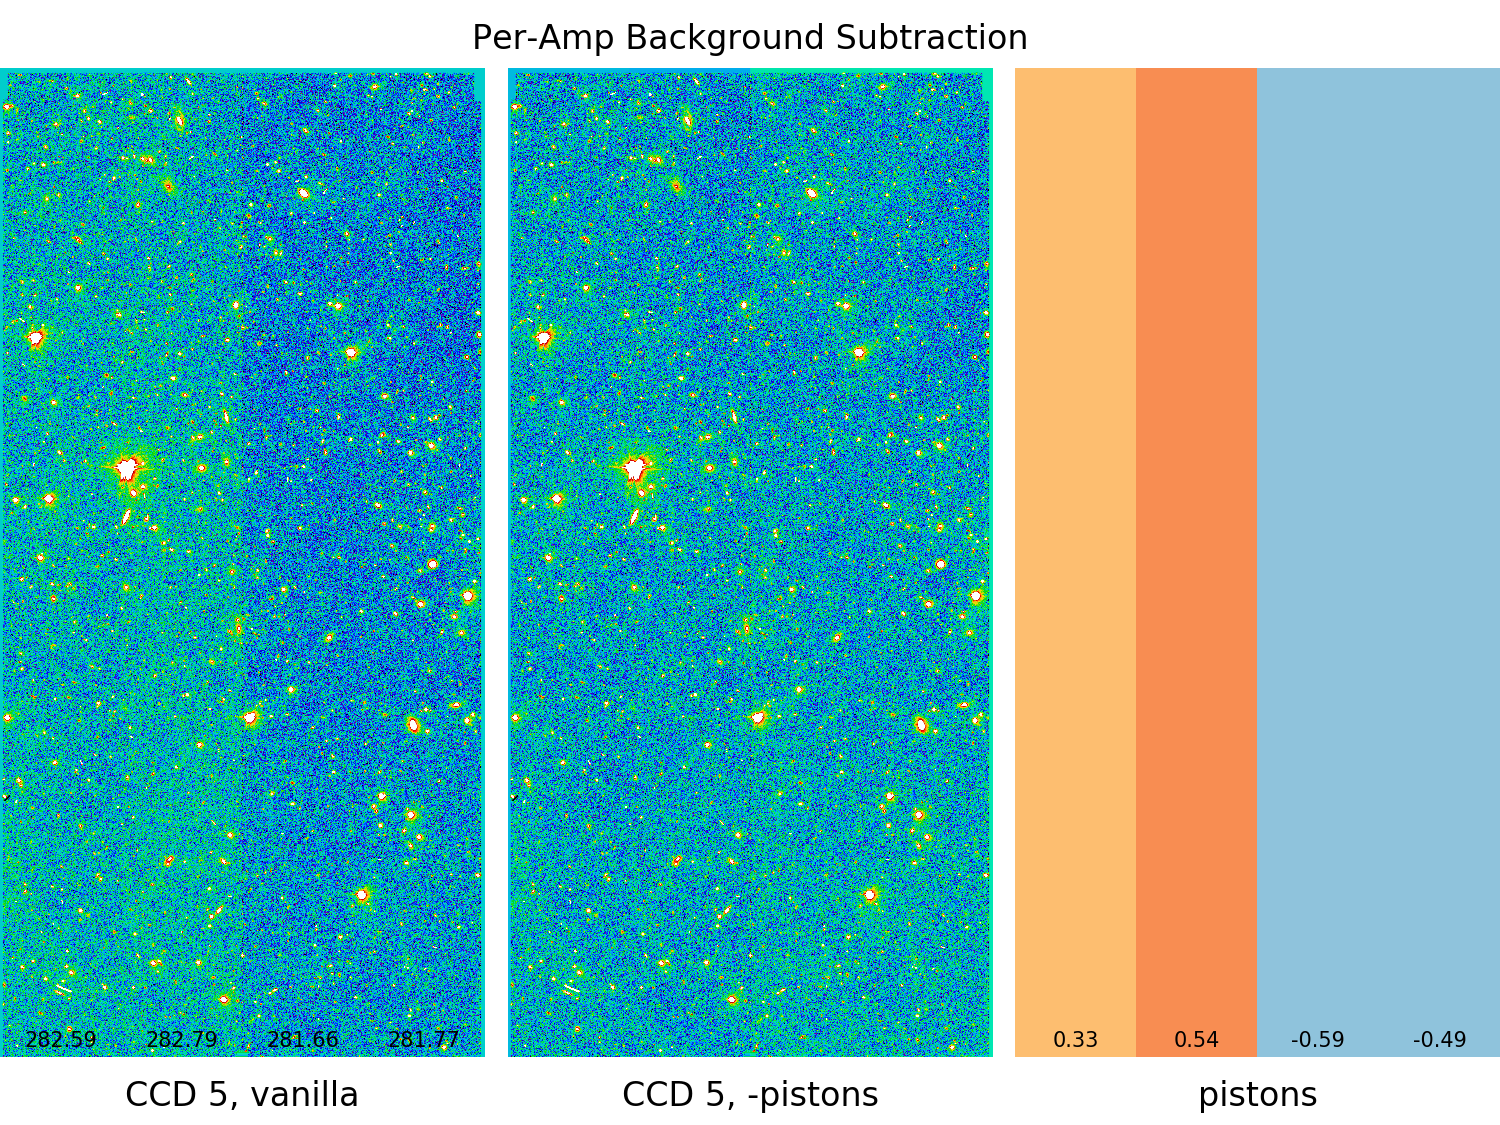 Per-Amp Background Subtraction
282.59 282.79 281.66 281.77
0.33 0.54 -0.59 -0.49
CCD 5, vanilla
CCD 5, -pistons
pistons